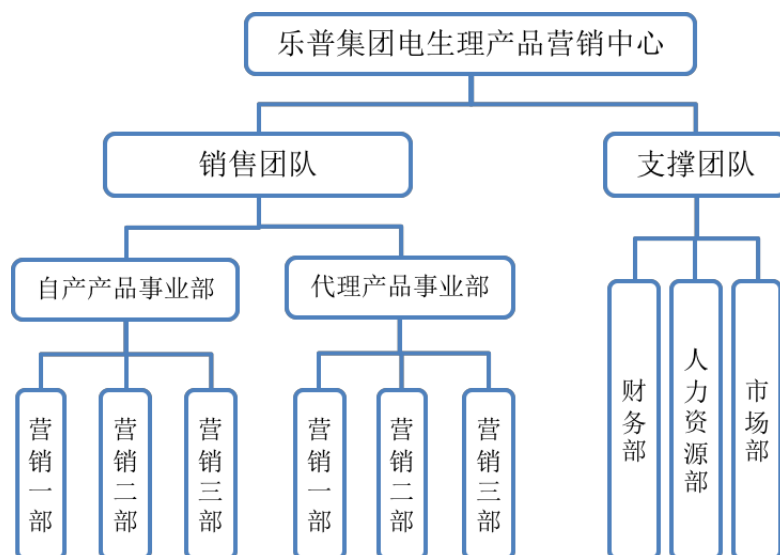 乐普集团电生理产品营销中心
销售团队
支撑团队
自产产品事业部
代理产品事业部
营销一部
营销二部
营销三部
营销一部
营销二部
营销三部
财务部
人力资源部
市场部